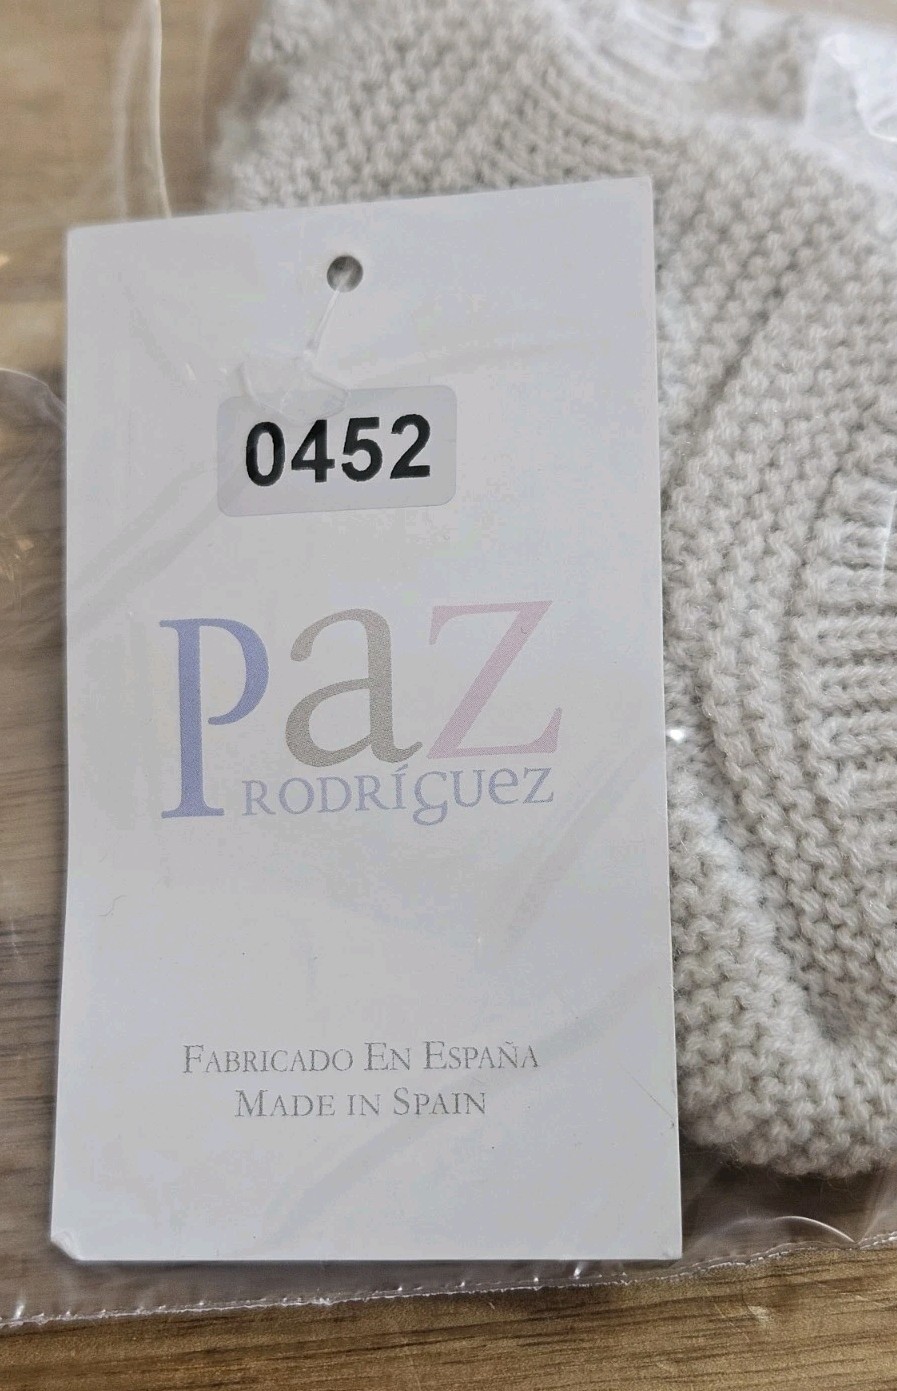 0452
Paz
Rodríguez
Fabricado En España
Made in Spain